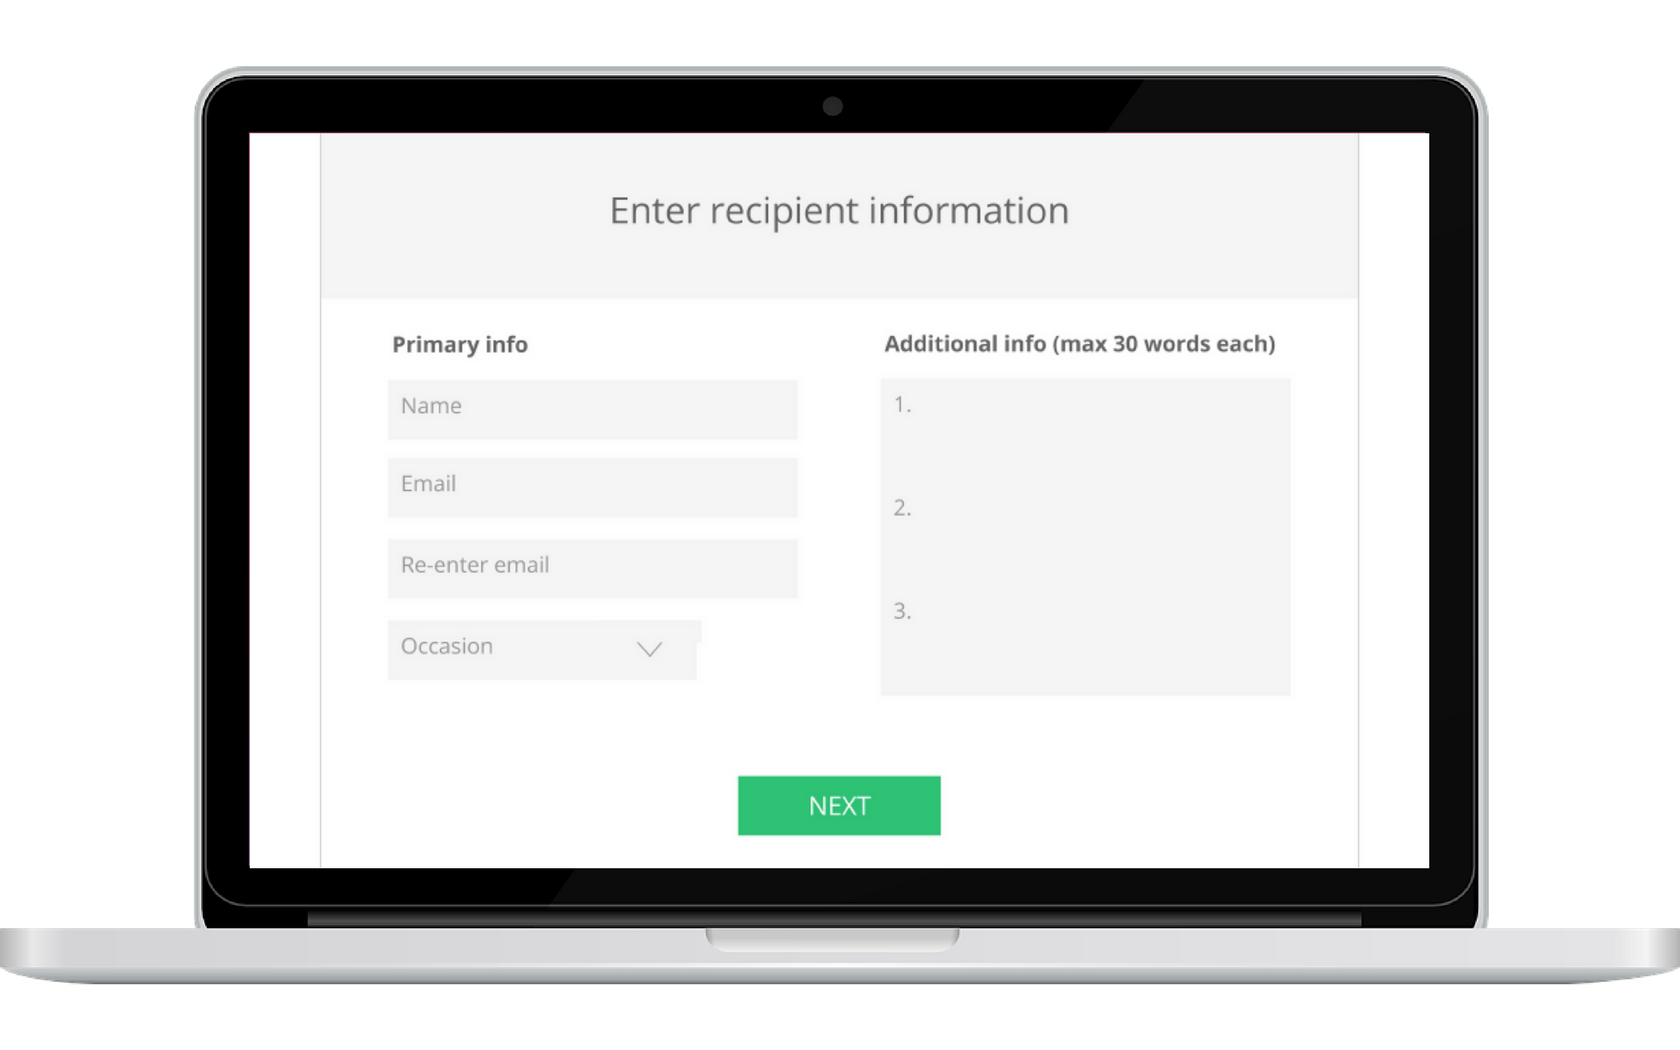 Enter recipient information
Primary info
Name
Email
Re-enter email
Occasion
Additional info (max 30 words each)
1.
2.
3.
NEXT